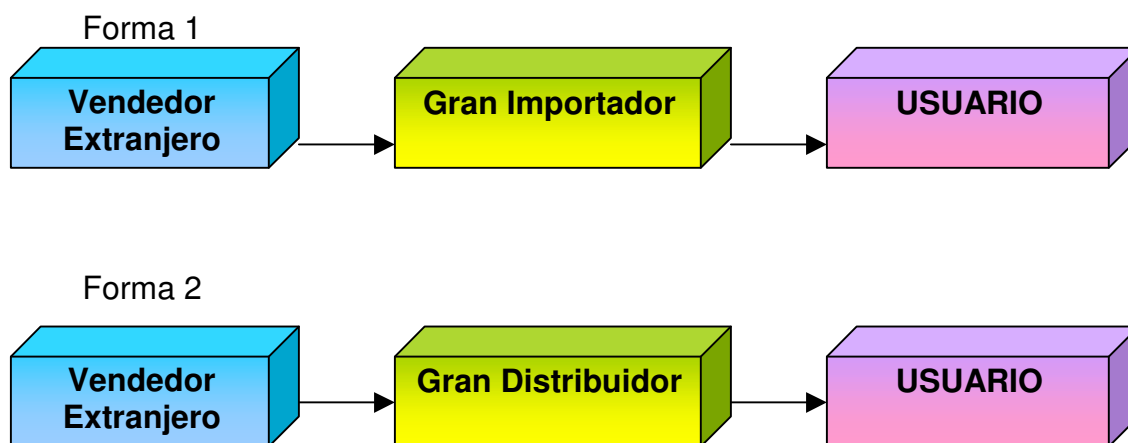 Forma 1
Vendedor
Extranjero
Gran Importador
USUARIO
Forma 2
Vendedor
Extranjero
Gran Distribuidor
USUARIO